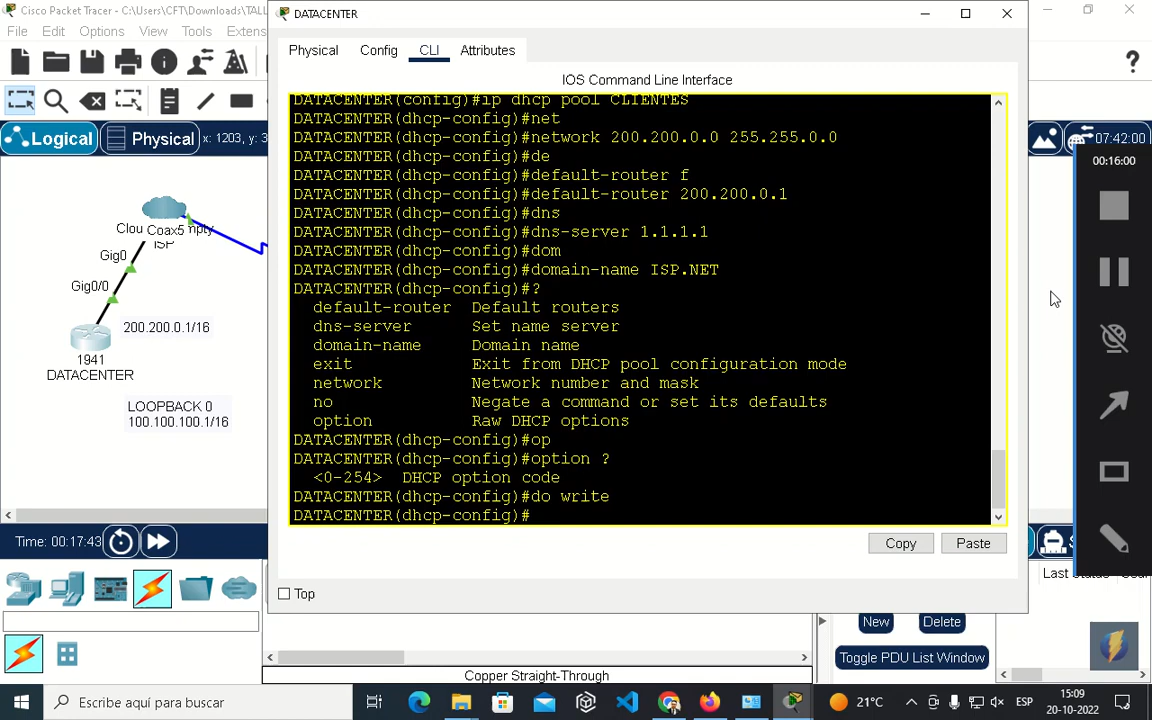 Cisco Packet Tracer - C:\Users\CFT\Downloads\TALL
File Edit Options View Tools Extens
Logical
Physical
x: 1203, y: 3
07:42:00
DATACENTER
Physical Config CLI Attributes
IOS Command Line Interface
DATACENTER(config)#ip dhcp pool CLIENTES
DATACENTER(dhcp-config)#net
DATACENTER(dhcp-config)#network 200.200.0.0 255.255.0.0
DATACENTER(dhcp-config)#de
DATACENTER(dhcp-config)#default-router f
DATACENTER(dhcp-config)#default-router 200.200.0.1
DATACENTER(dhcp-config)#dns
DATACENTER(dhcp-config)#dns-server 1.1.1.1
DATACENTER(dhcp-config)#dom
DATACENTER(dhcp-config)#domain-name ISP.NET
DATACENTER(dhcp-config)#?
default-router Default routers
dns-server Set name server
domain-name Domain name
exit Exit from DHCP pool configuration mode
network Network number and mask
no Negate a command or set its defaults
option Raw DHCP options
DATACENTER(dhcp-config)#op
DATACENTER(dhcp-config)#option ?
<0-254> DHCP option code
DATACENTER(dhcp-config)#do write
DATACENTER(dhcp-config)#
Copy Paste
Top
00:16:00
Clou Coax5 mpty
ISP
Gig0
Gig0/0
200.200.0.1/16
1941
DATACENTER
LOOPBACK 0
100.100.100.1/16
Time: 00:17:43
New Delete
Toggle PDU List Window
Copper Straight-Through
Escribe aquí para buscar
21°C
ESP
15:09
20-10-2022